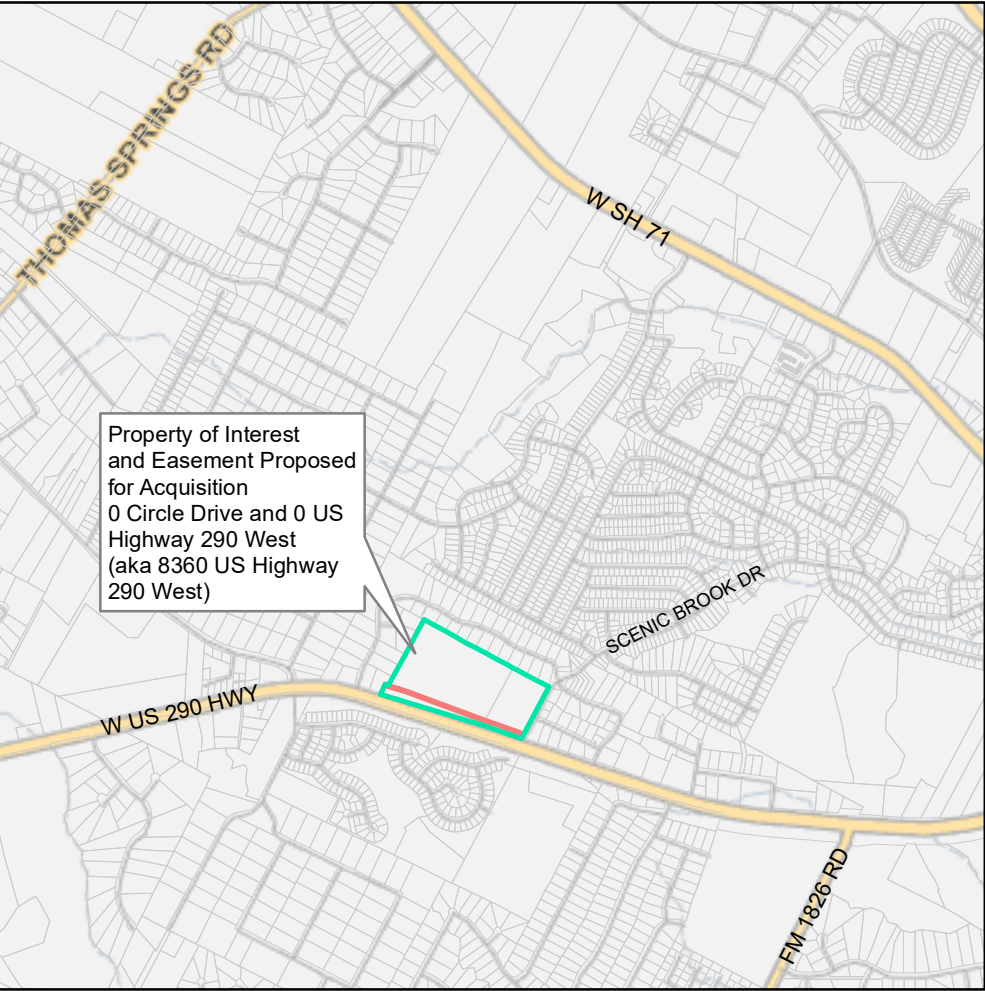 THOMAS SPRINGS RD
W SH 71
Property of Interest
and Easement Proposed
for Acquisition
0 Circle Drive and 0 US
Highway 290 West
(aka 8360 US Highway
290 West)
SCENIC BROOK DR
W US 290 HWY
FM 1826 RD